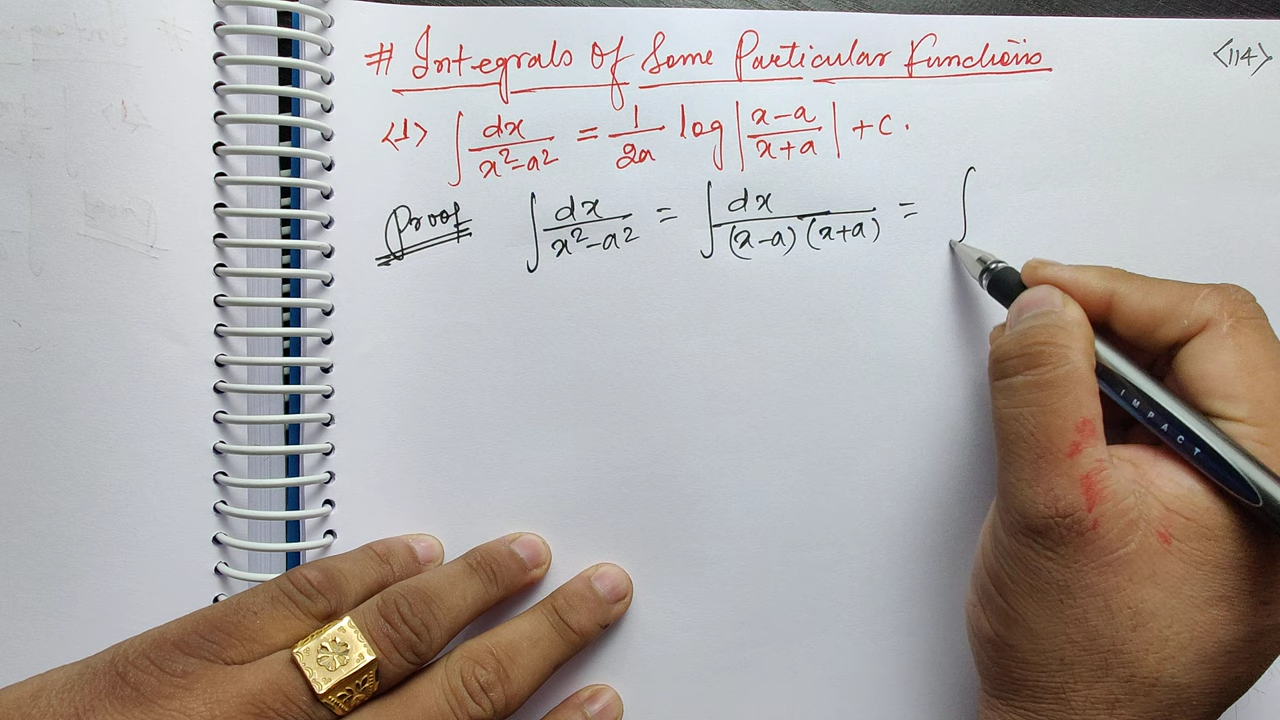 # Integrals Of Some Particular Functions
<114>
<1> ∫ dx/(x²-a²) = 1/2a log |(x-a)/(x+a)| + C.
Proof ∫ dx/(x²-a²) = ∫ dx/((x-a)(x+a)) = ∫
IMPACT